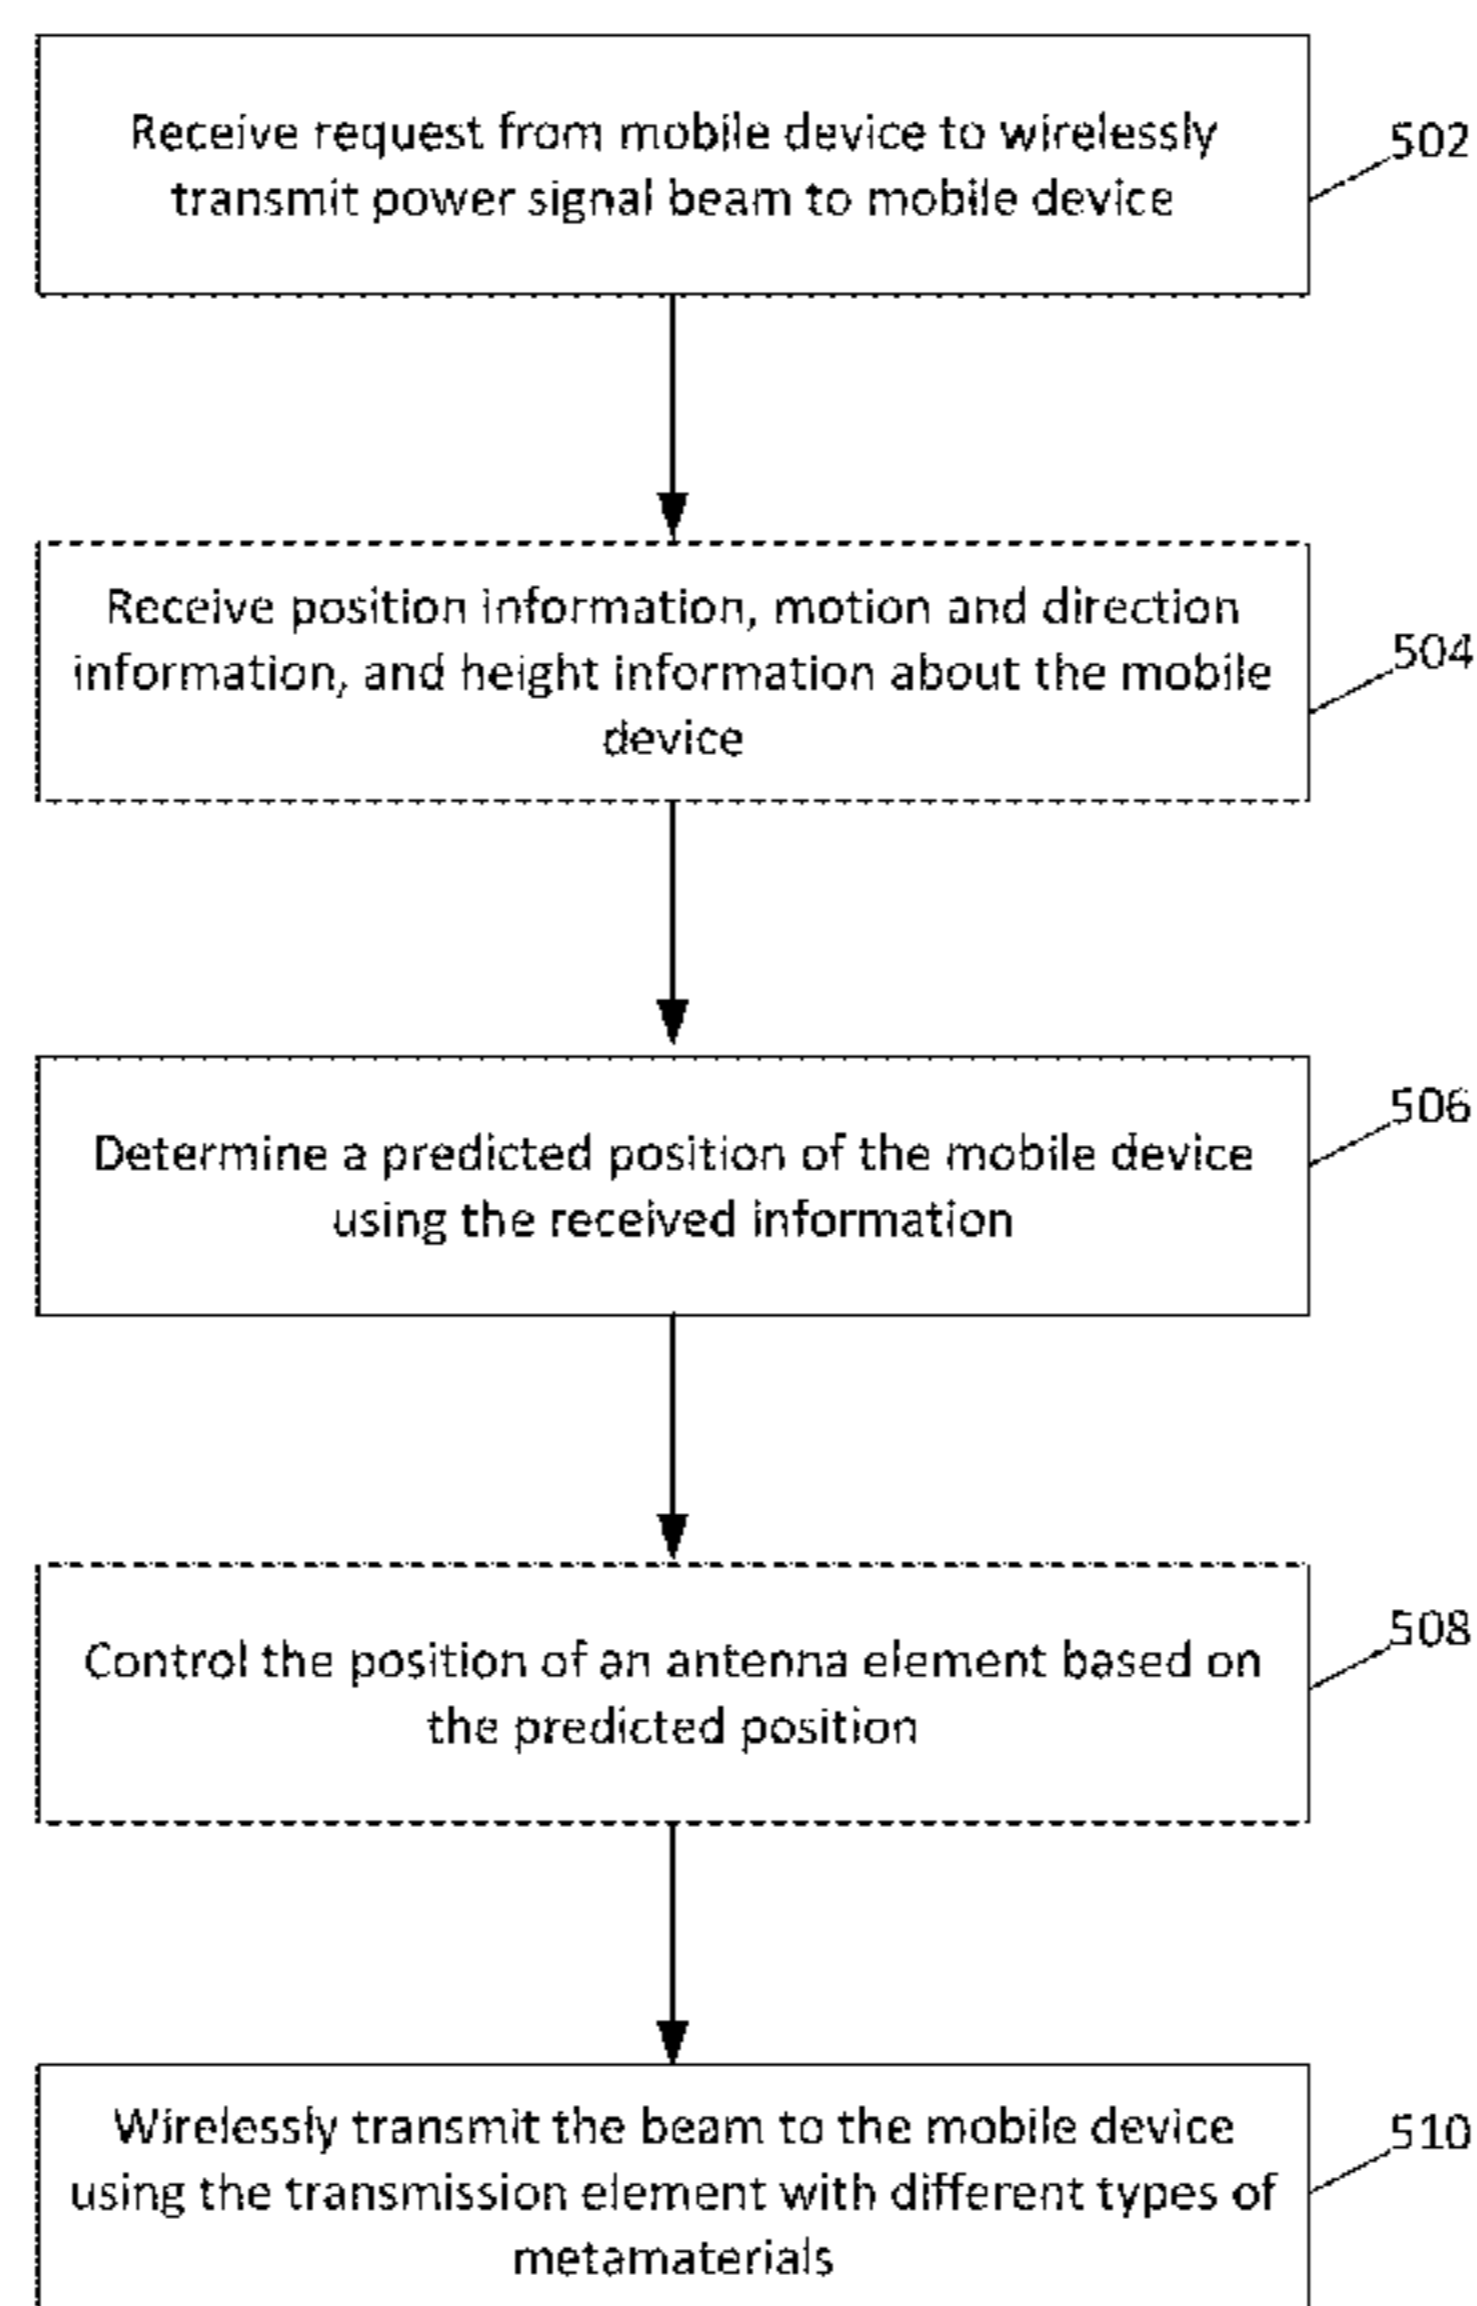 Receive request from mobile device to wirelessly
transmit power signal beam to mobile device
502
Receive position information, motion and direction
information, and height information about the mobile
device
504
Determine a predicted position of the mobile device
using the received information
506
Control the position of an antenna element based on
the predicted position
508
Wirelessly transmit the beam to the mobile device
using the transmission element with different types of
metamaterials
510